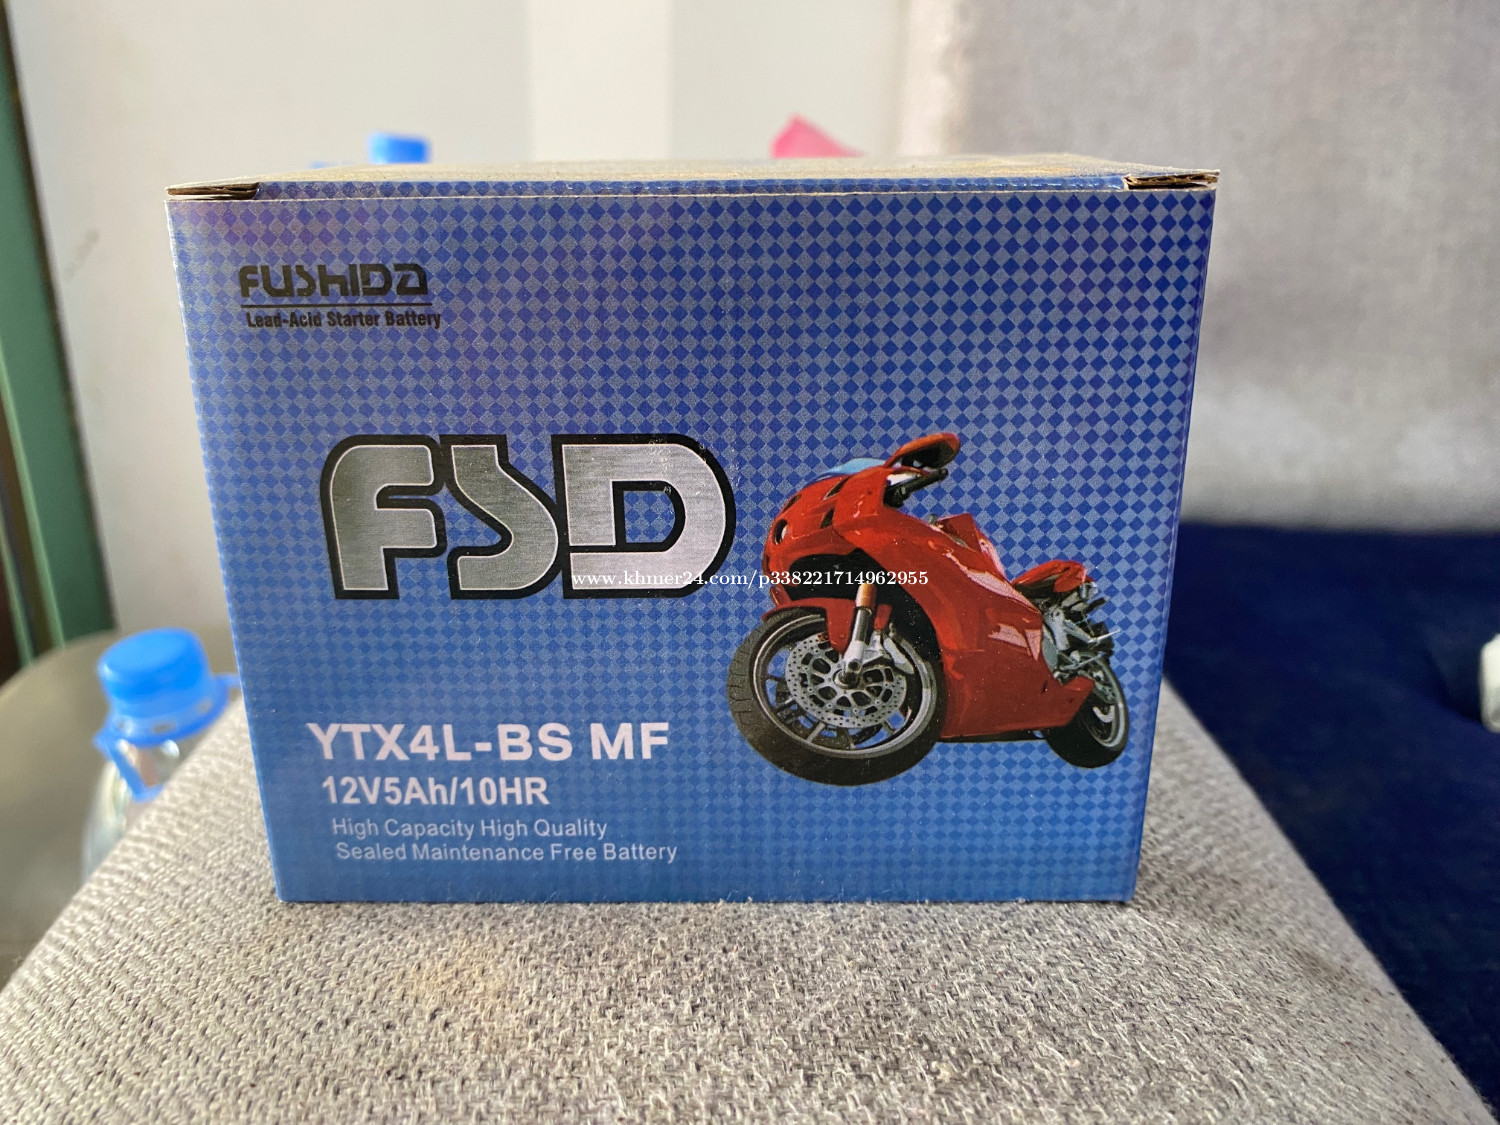 FUSHIDA
Lead-Acid Starter Battery
FSD
www.khmer24.com/p338221714962955
YTX4L-BS MF
12V5Ah/10HR
High Capacity High Quality
Sealed Maintenance Free Battery